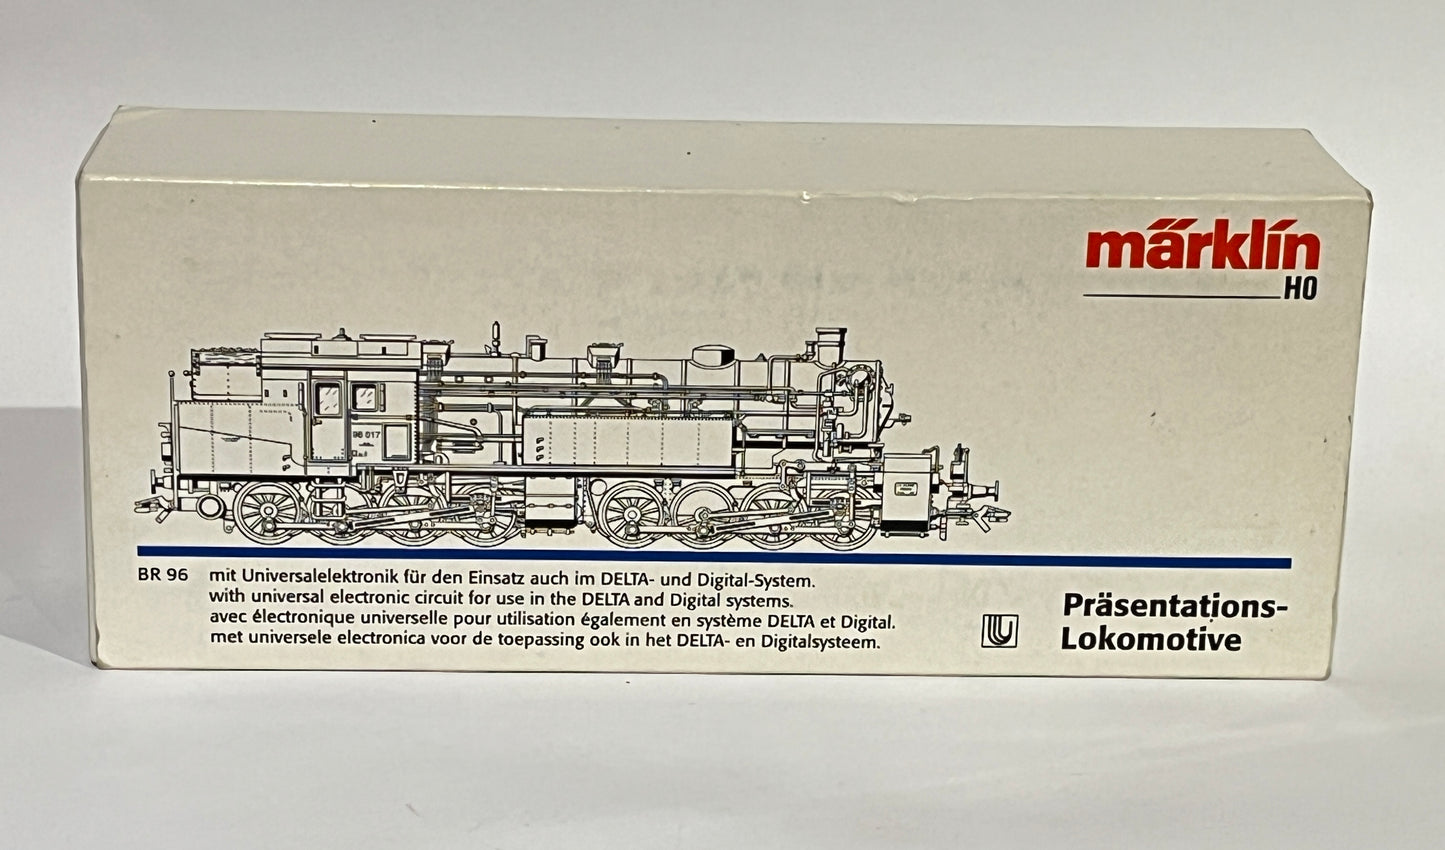 märklin
H0
96 017
BR 96 mit Universalelektronik für den Einsatz auch im DELTA- und Digital-System.
with universal electronic circuit for use in the DELTA and Digital systems.
avec électronique universelle pour utilisation également en système DELTA et Digital.
met universele electronica voor de toepassing ook in het DELTA- en Digitalsysteem.
Präsentations-
Lokomotive